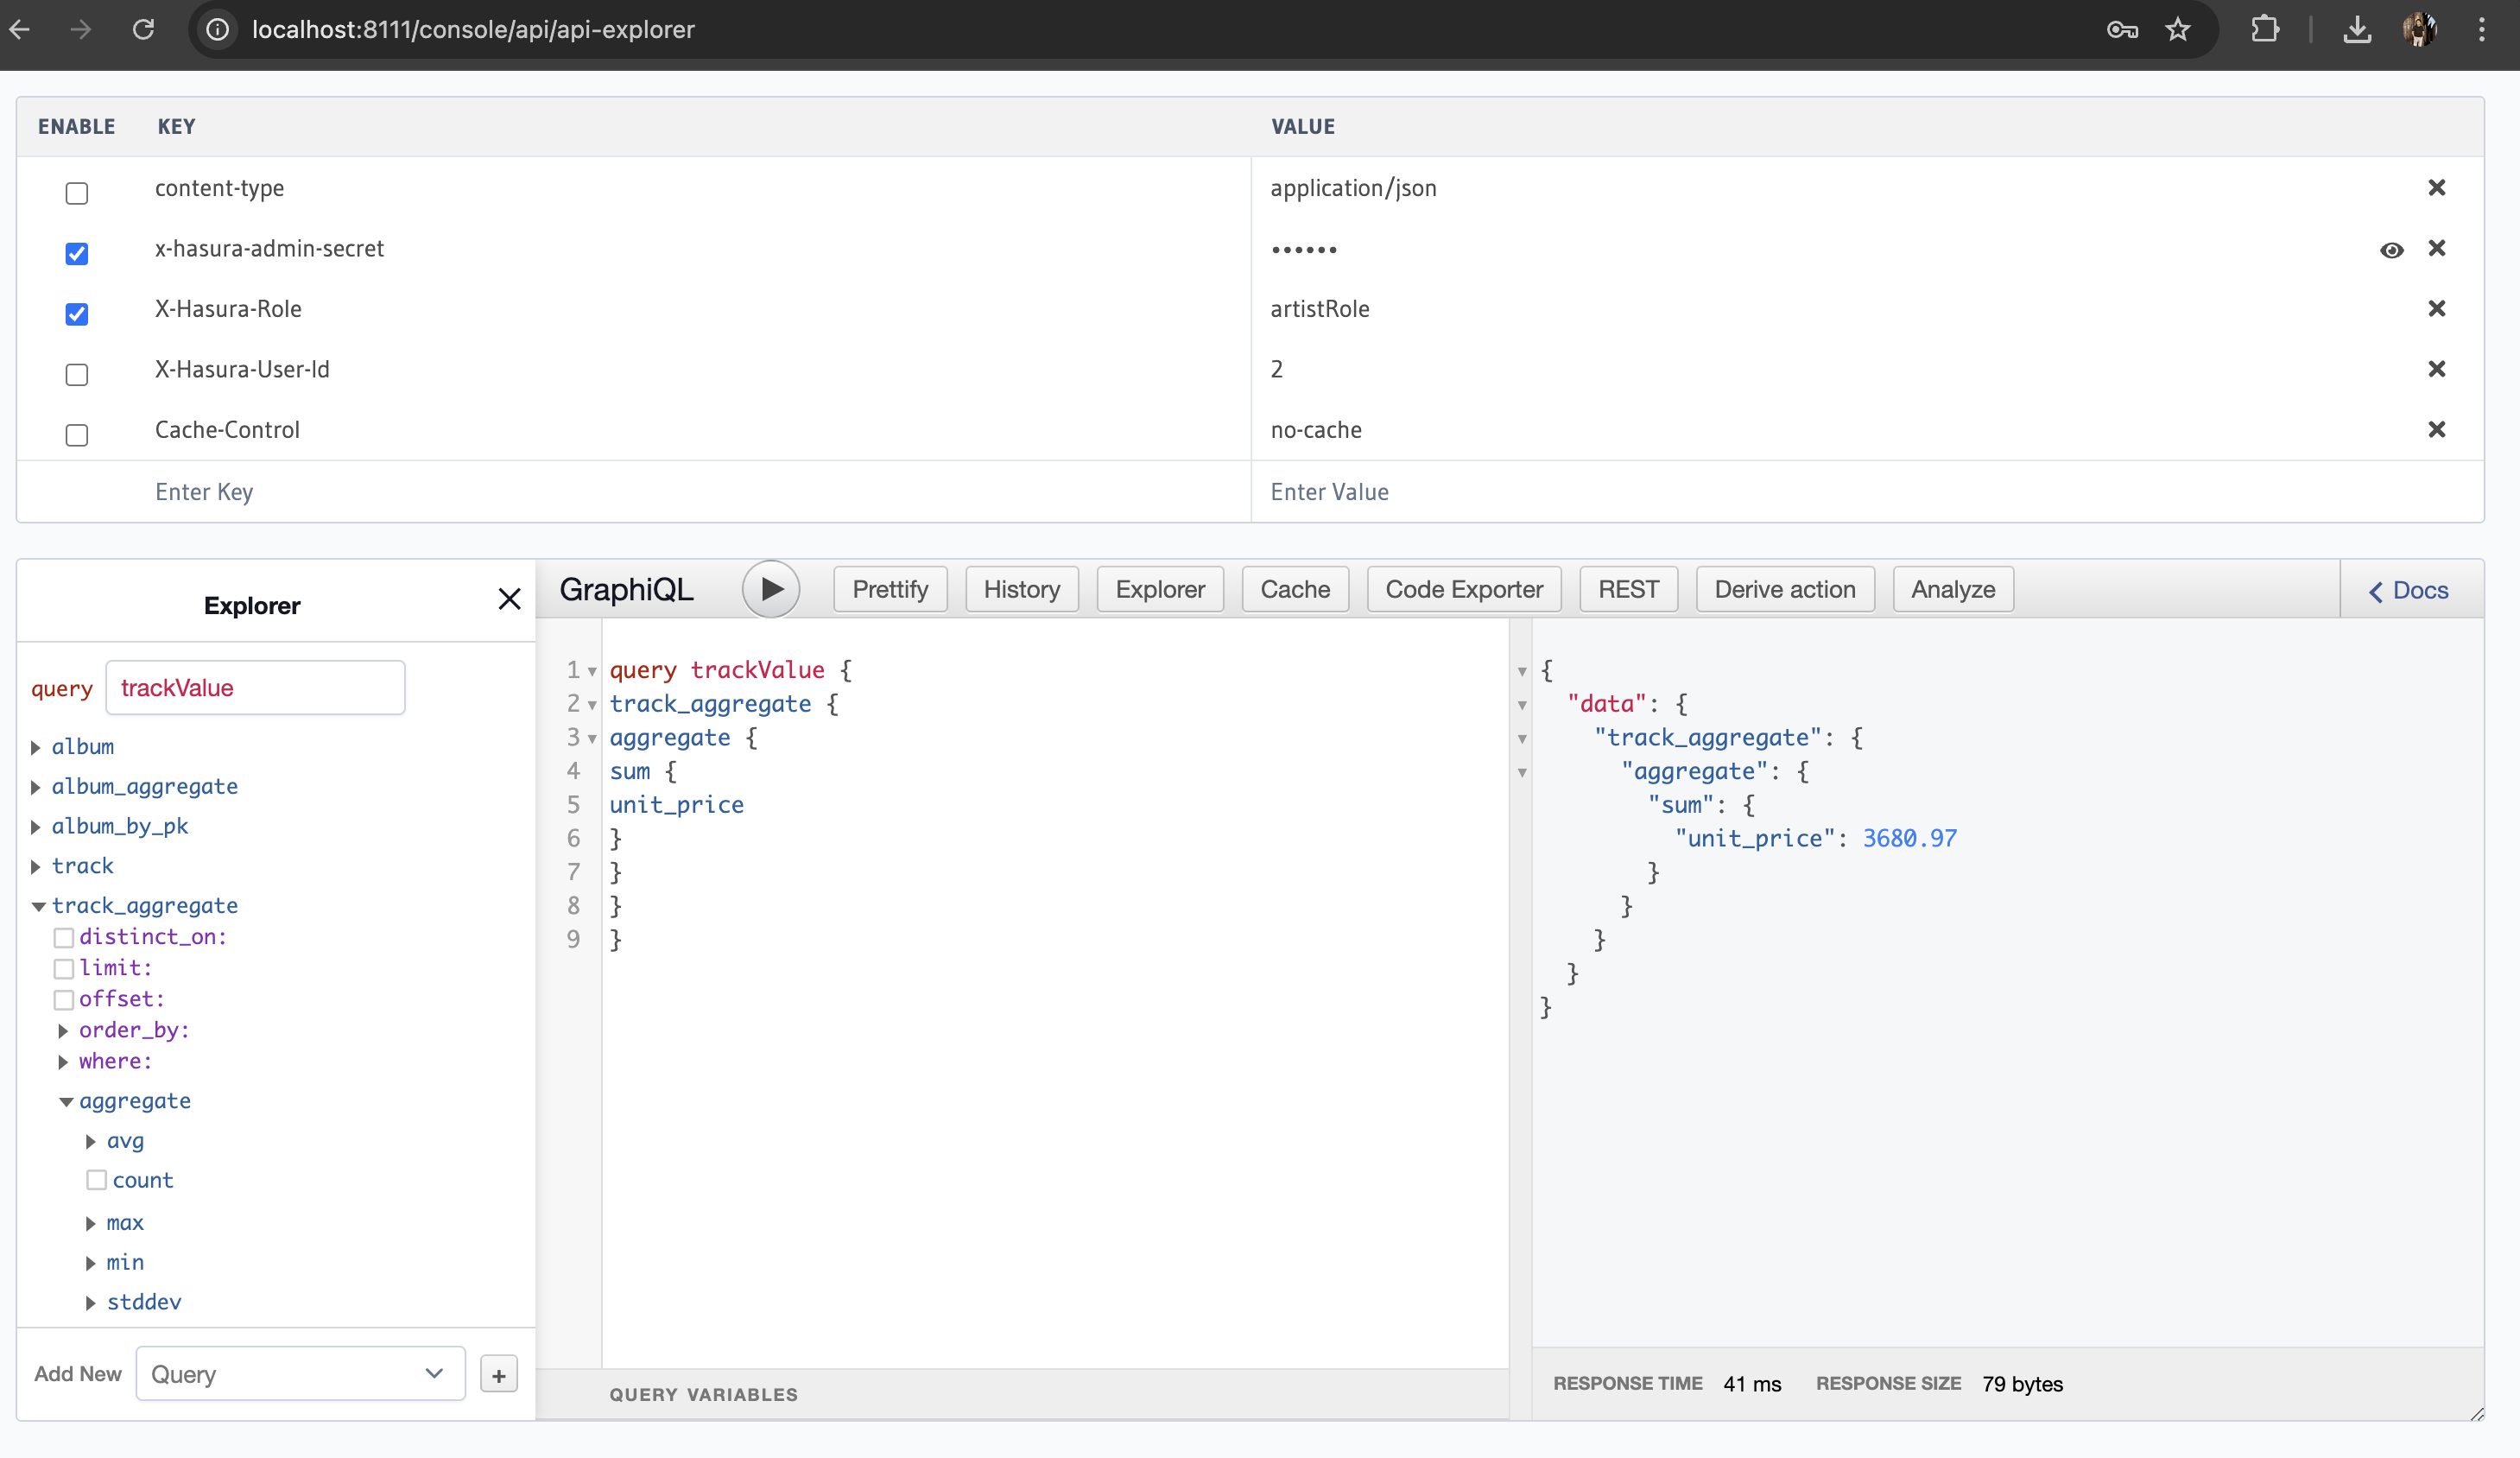 localhost:8111/console/api/api-explorer
ENABLE KEY VALUE
content-type application/json
x-hasura-admin-secret ••••••
X-Hasura-Role artistRole
X-Hasura-User-Id 2
Cache-Control no-cache
Enter Key Enter Value
Explorer
GraphiQL Prettify History Explorer Cache Code Exporter REST Derive action Analyze Docs
query trackValue
album
album_aggregate
album_by_pk
track
track_aggregate
distinct_on:
limit:
offset:
order_by:
where:
aggregate
avg
count
max
min
stddev
Add New Query +
1 query trackValue {
2 track_aggregate {
3 aggregate {
4 sum {
5 unit_price
6 }
7 }
8 }
9 }
QUERY VARIABLES
{
"data": {
"track_aggregate": {
"aggregate": {
"sum": {
"unit_price": 3680.97
}
}
}
}
}
RESPONSE TIME 41 ms RESPONSE SIZE 79 bytes